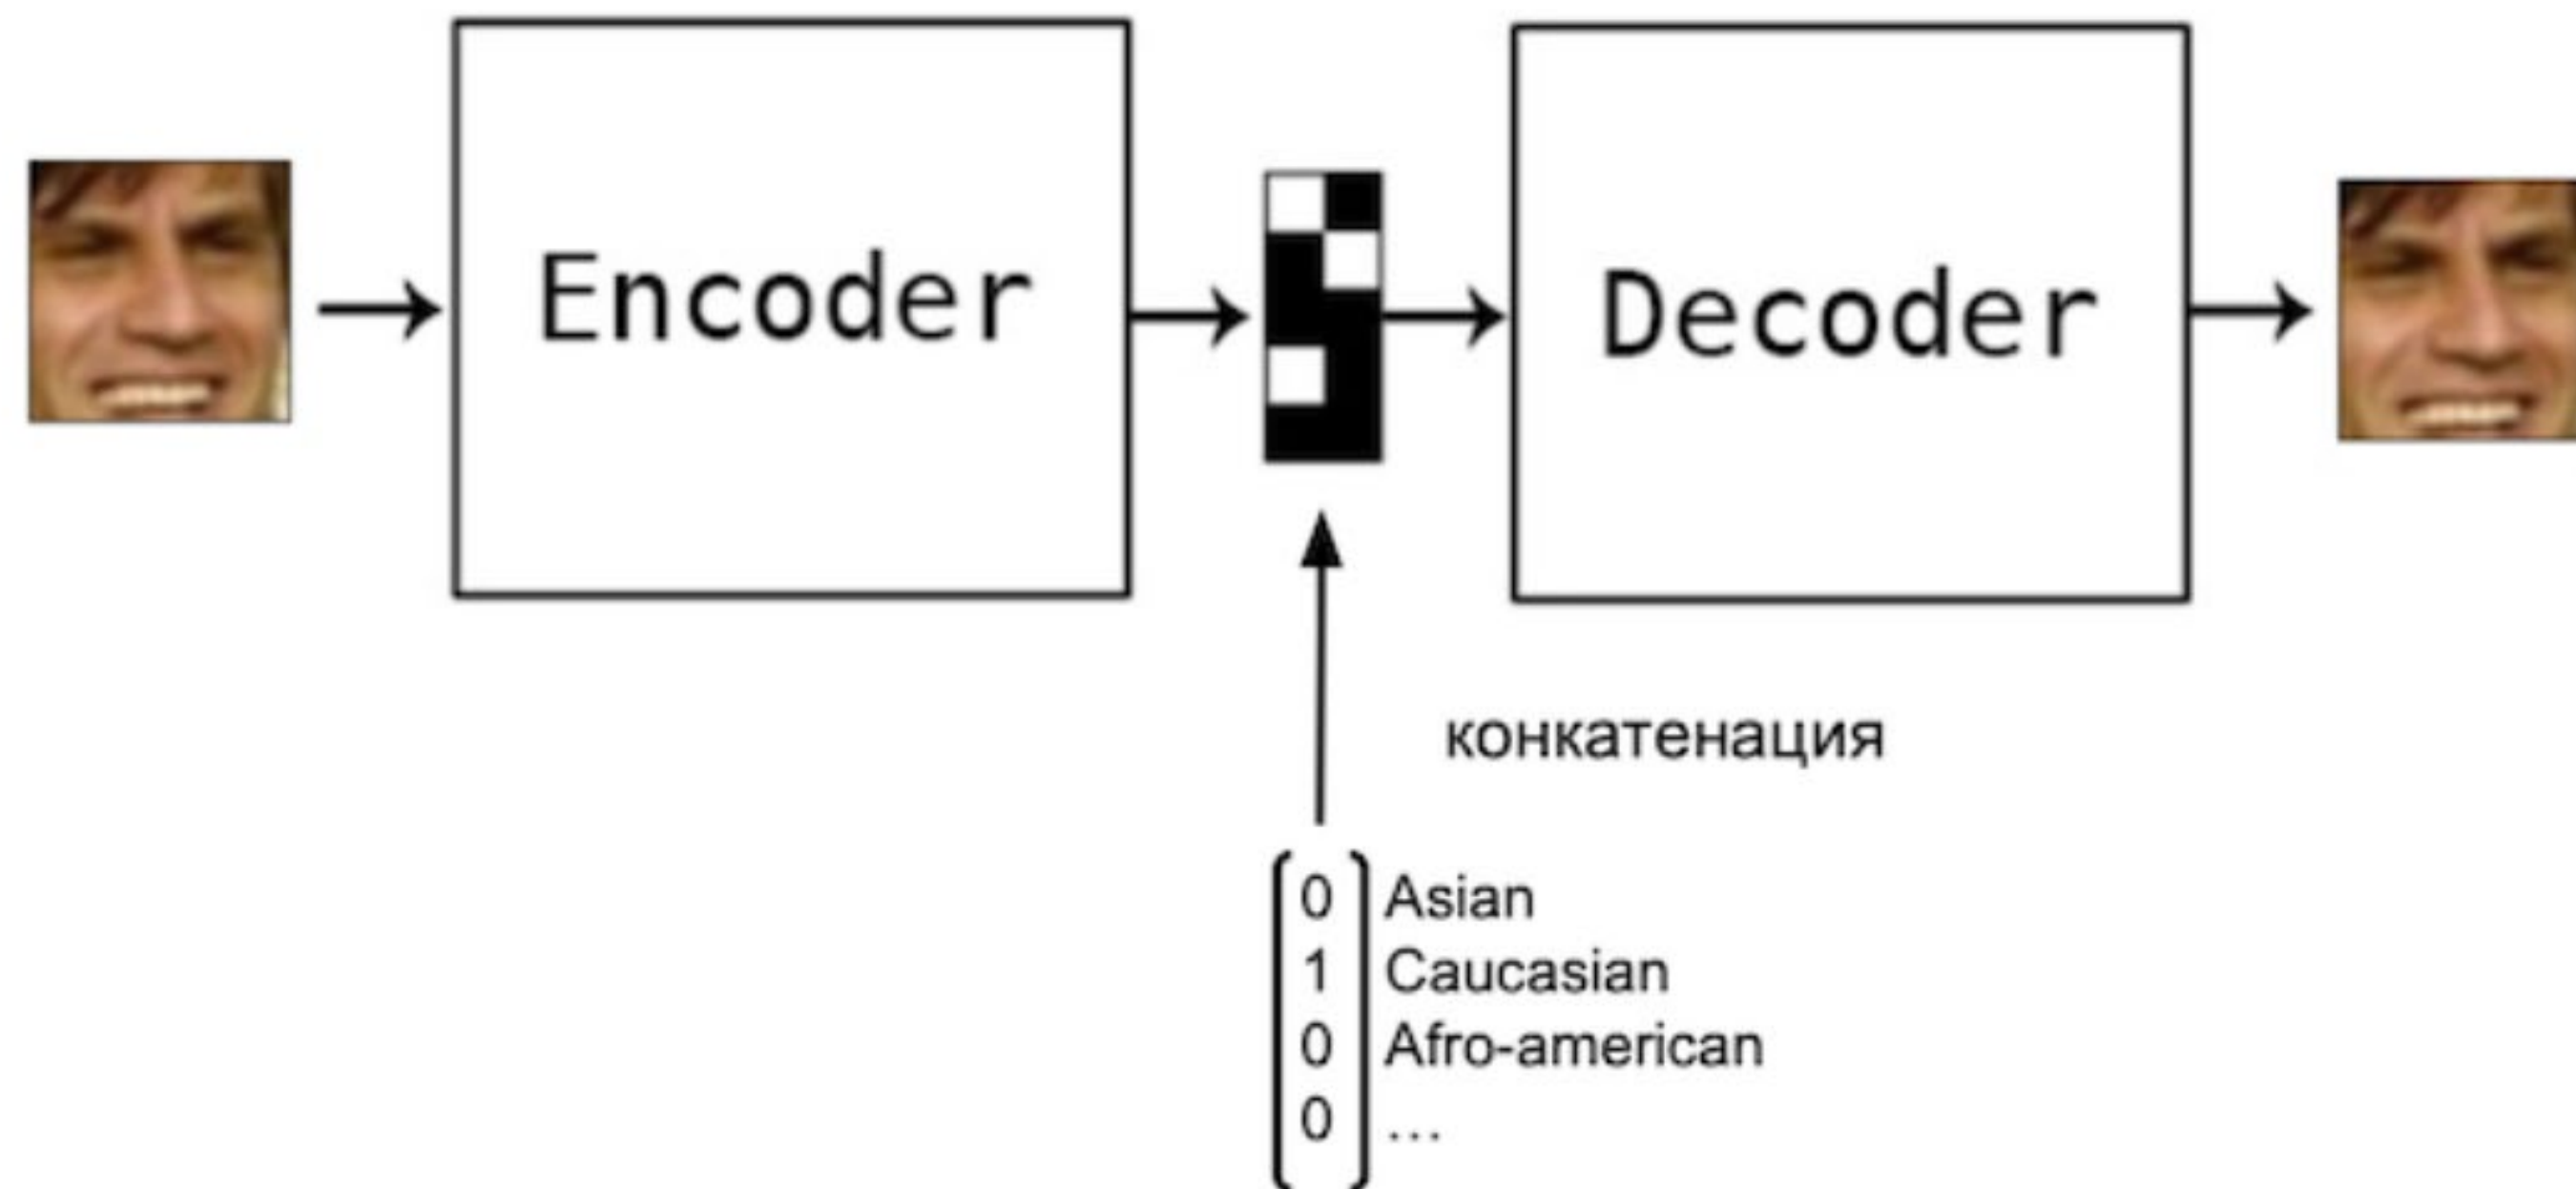 Encoder
Decoder
конкатенация
0 Asian
1 Caucasian
0 Afro-american
0 ...